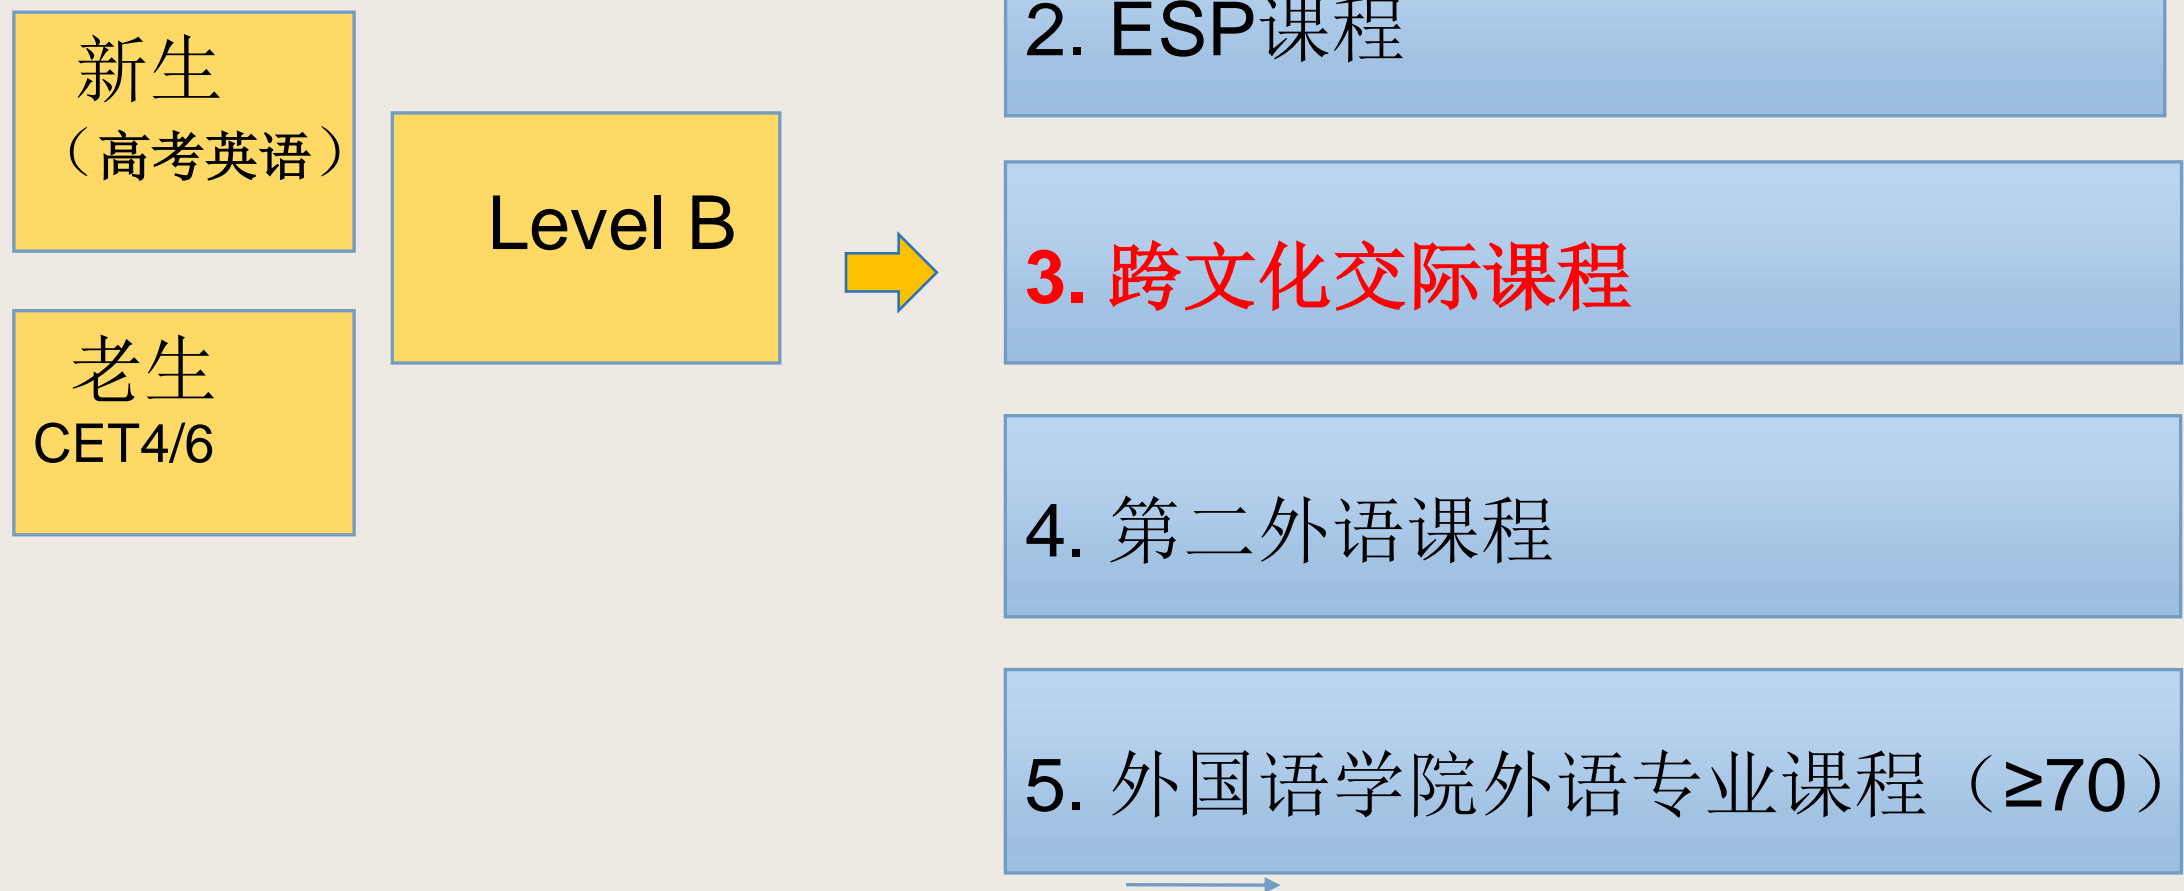 新生
（高考英语）
老生
CET4/6
Level B
2. ESP课程
3. 跨文化交际课程
4. 第二外语课程
5. 外国语学院外语专业课程（≥70）